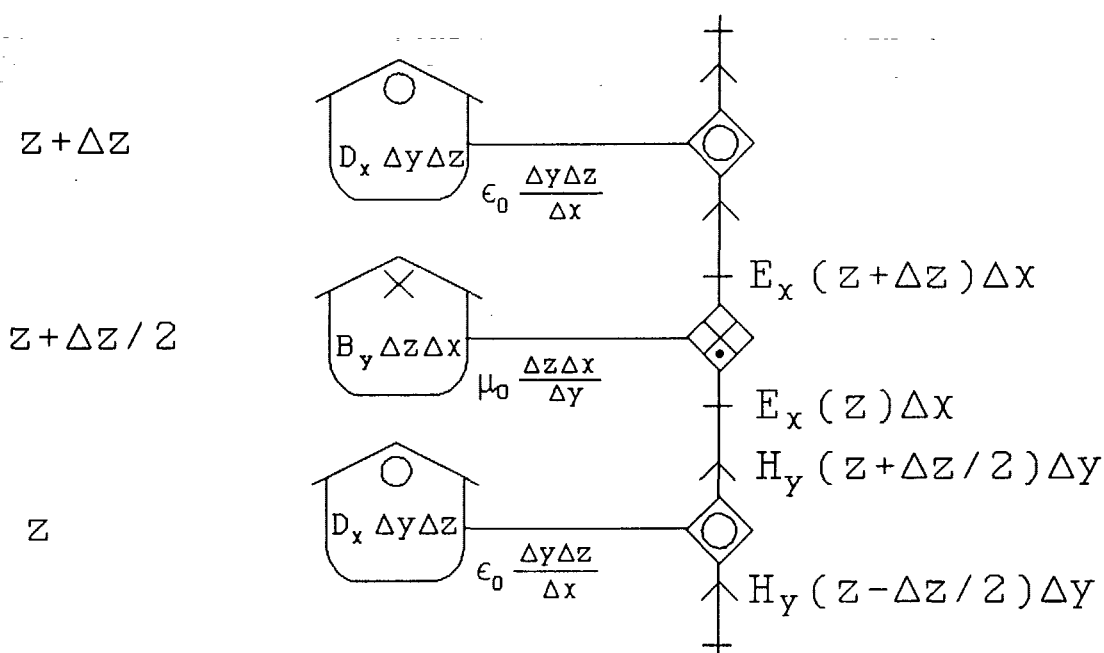 z+Δz
D_x ΔyΔz
ϵ_0 ΔyΔz/Δx
E_x(z+Δz)Δx
z+Δz/2
B_y ΔzΔx
μ_0 ΔzΔx/Δy
E_x(z)Δx
H_y(z+Δz/2)Δy
z
D_x ΔyΔz
ϵ_0 ΔyΔz/Δx
H_y(z-Δz/2)Δy